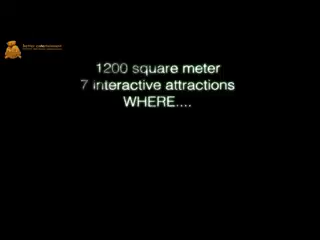 1200 square meter
7 interactive attractions
WHERE....